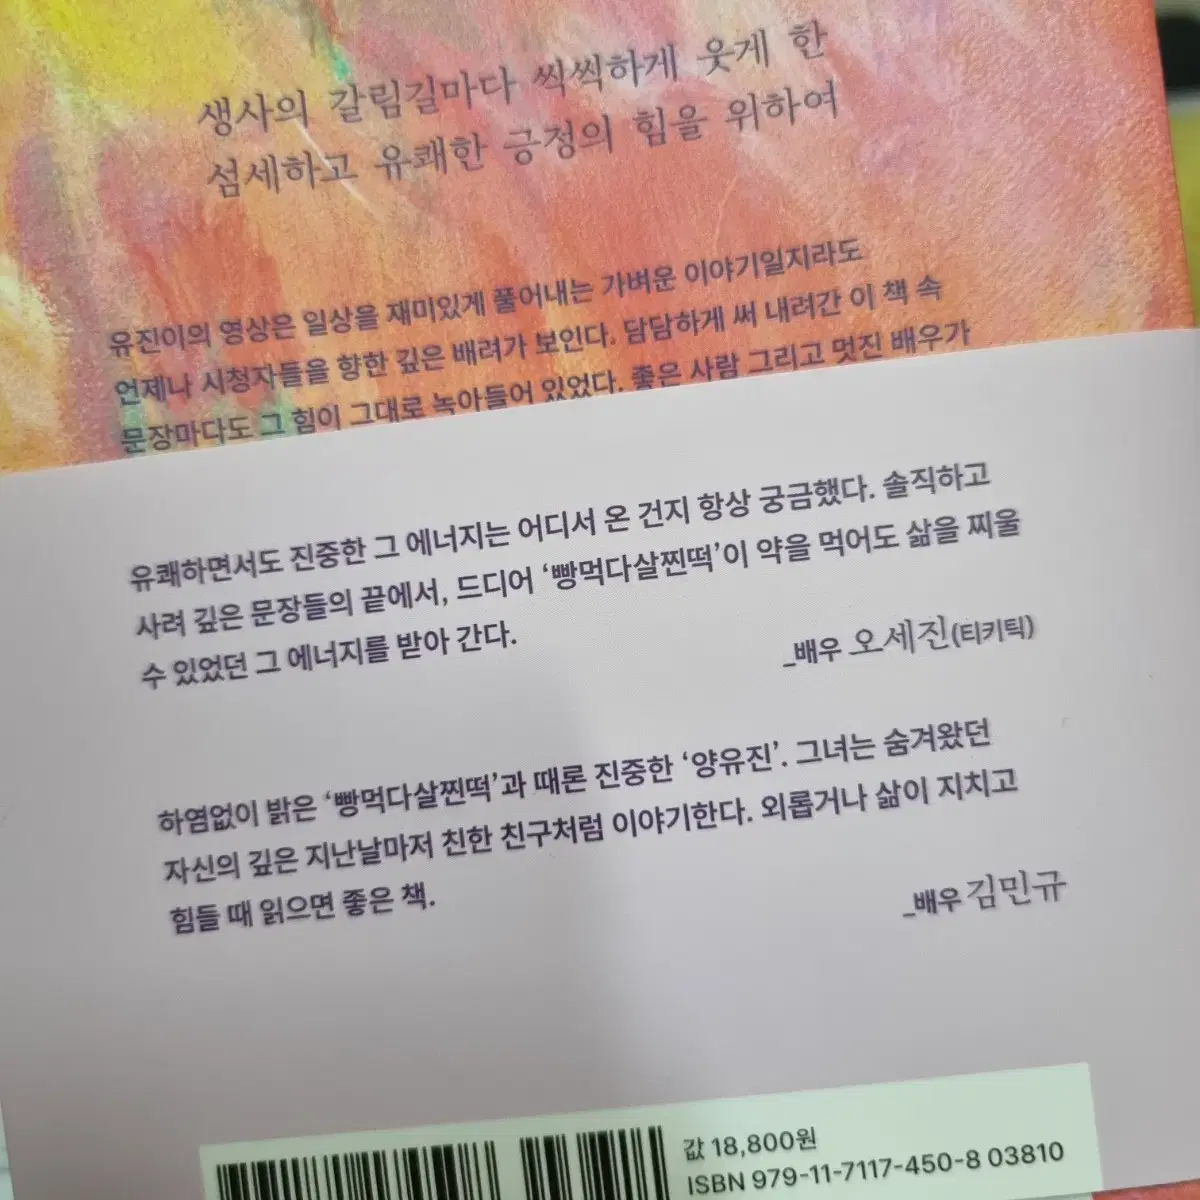 생사의 갈림길마다 씩씩하게 웃게 한
섬세하고 유쾌한 긍정의 힘을 위하여
유진이의 영상은 일상을 재미있게 풀어내는 가벼운 이야기일지라도
언제나 시청자들을 향한 깊은 배려가 보인다. 담담하게 써 내려간 이 책 속
문장마다도 그 힘이 그대로 녹아들어 있었다. 좋은 사람 그리고 멋진 배우가
유쾌하면서도 진중한 그 에너지는 어디서 온 건지 항상 궁금했다. 솔직하고
사려 깊은 문장들의 끝에서, 드디어 ‘빵먹다살찐떡’이 약을 먹어도 삶을 찌울
수 있었던 그 에너지를 받아 간다.
_배우 오세진(티키틱)
하염없이 밝은 ‘빵먹다살찐떡’과 때론 진중한 ‘양유진’. 그녀는 숨겨왔던
자신의 깊은 지난날마저 친한 친구처럼 이야기한다. 외롭거나 삶이 지치고
힘들 때 읽으면 좋은 책.
_배우 김민규
값 18,800원
ISBN 979-11-7117-450-8 03810